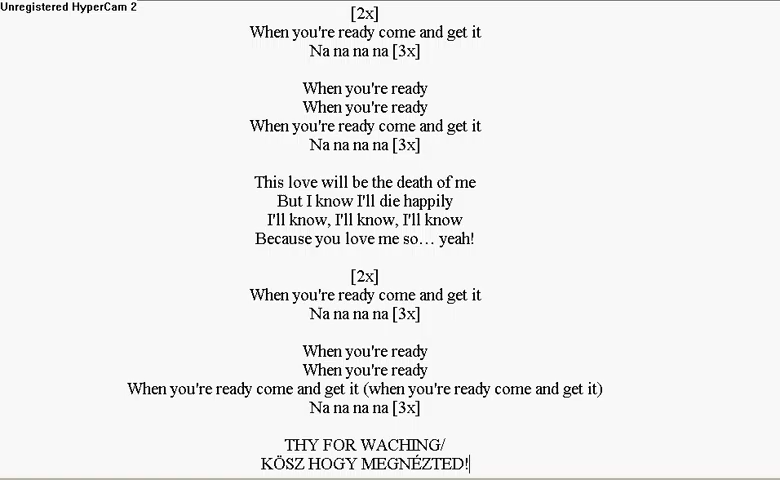 Unregistered HyperCam 2
[2x]
When you're ready come and get it
Na na na na [3x]
When you're ready
When you're ready
When you're ready come and get it
Na na na na [3x]
This love will be the death of me
But I know I'll die happily
I'll know, I'll know, I'll know
Because you love me so… yeah!
[2x]
When you're ready come and get it
Na na na na [3x]
When you're ready
When you're ready
When you're ready come and get it (when you're ready come and get it)
Na na na na [3x]
THY FOR WACHING/
KÖSZ HOGY MEGNÉZTED!